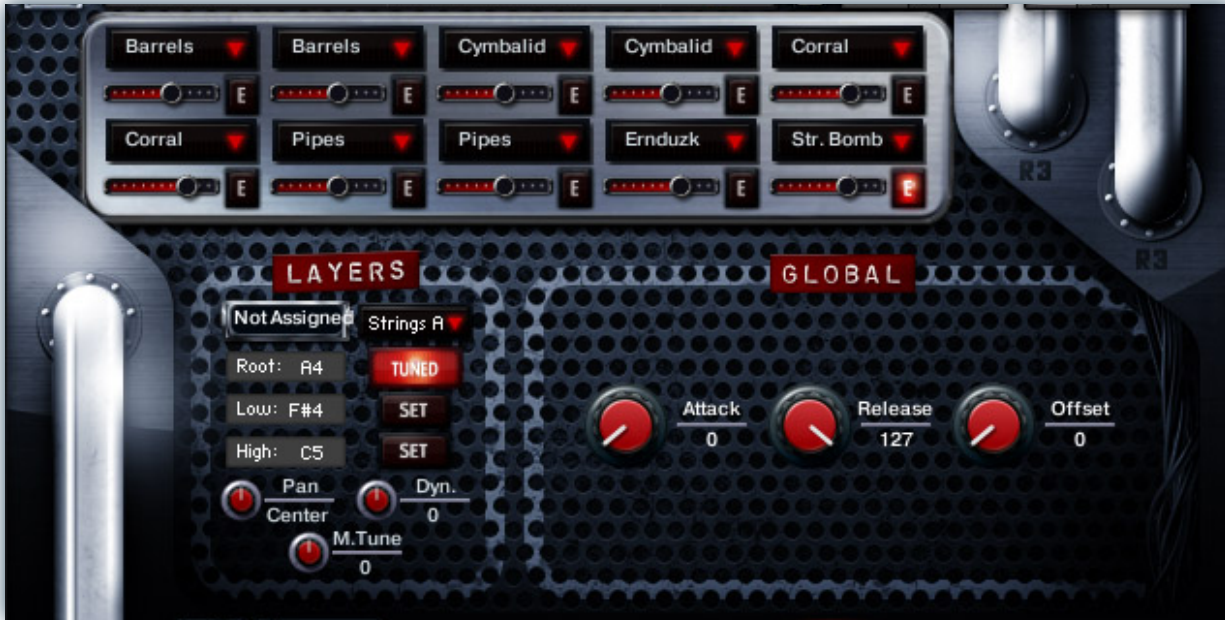 Barrels Barrels Cymbalid Cymbalid Corral
E E E E E
Corral Pipes Pipes Ernduzk Str. Bomb
E E E E E
R3
R3
LAYERS
Not Assigned Strings A
Root: A4 TUNED
Low: F#4 SET
High: C5 SET
Pan Dyn.
Center 0
M.Tune
0
GLOBAL
Attack Release Offset
0 127 0